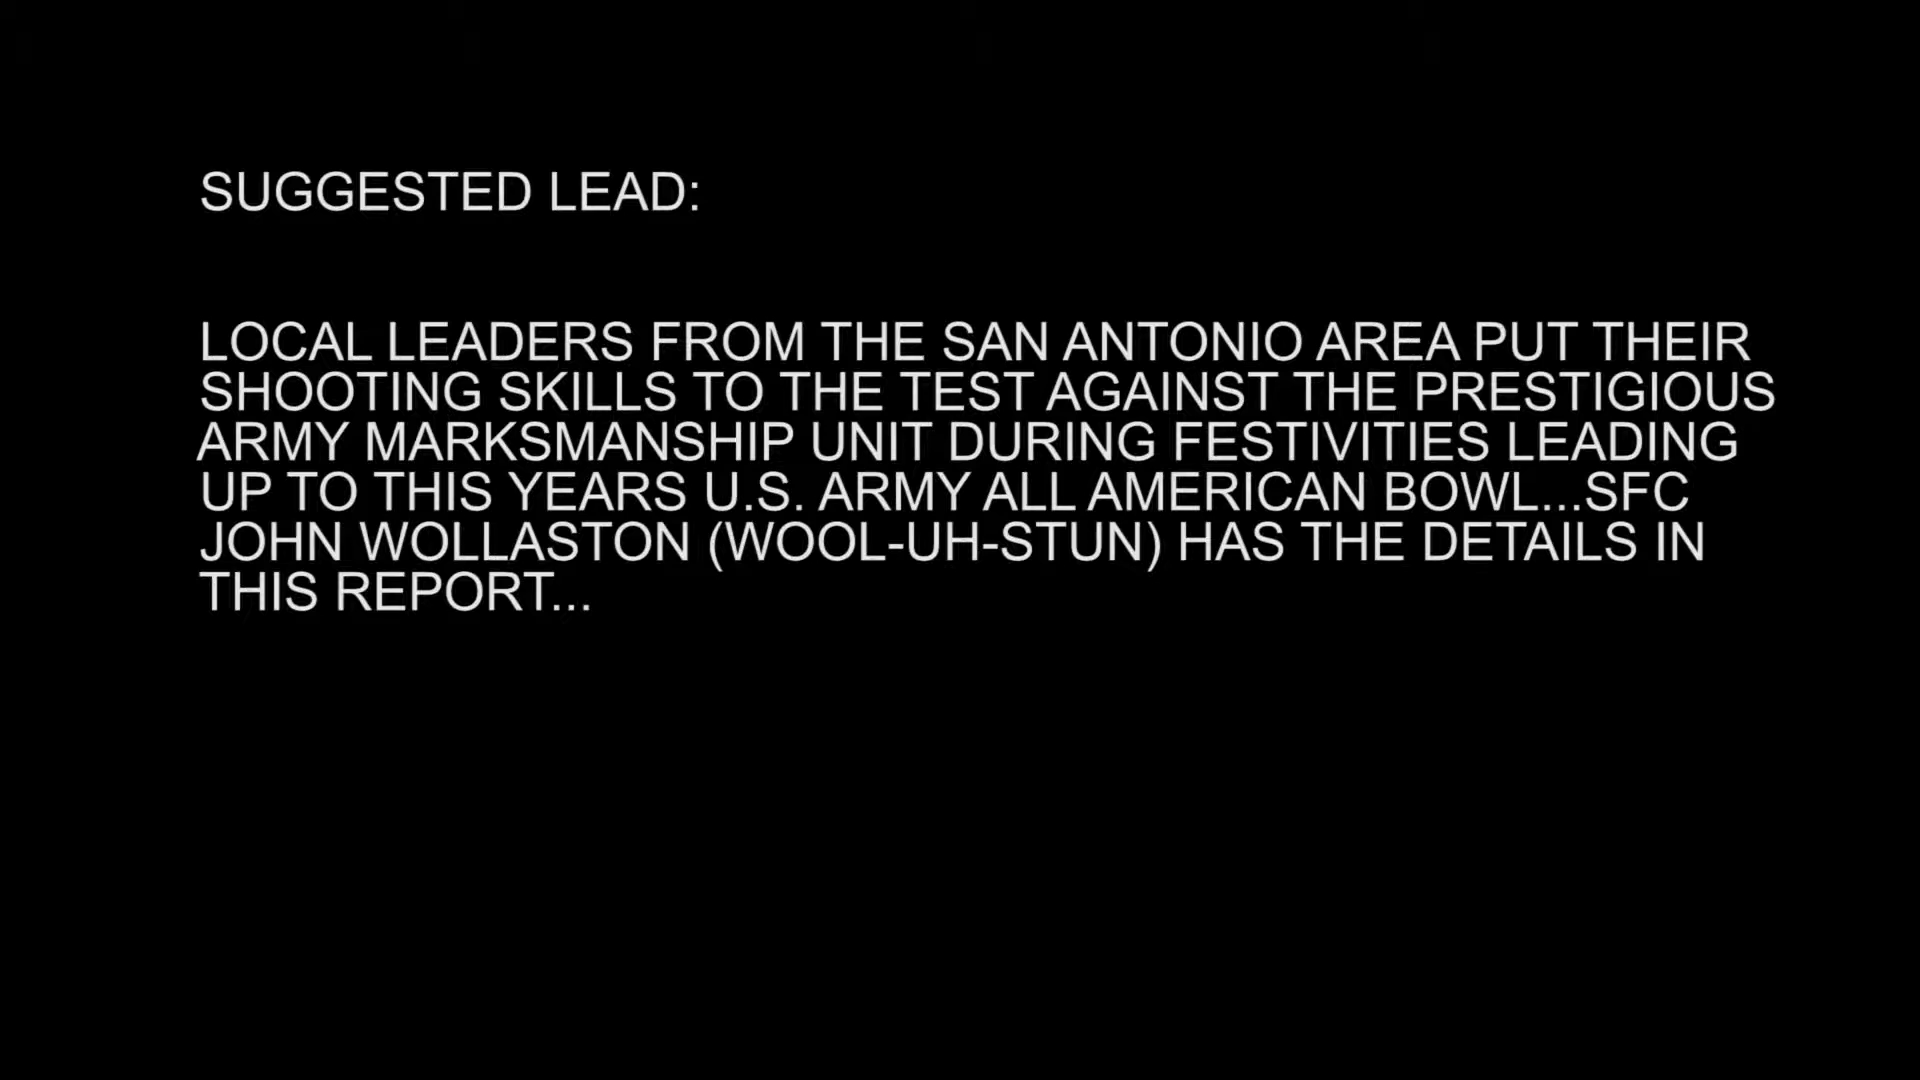 SUGGESTED LEAD:
LOCAL LEADERS FROM THE SAN ANTONIO AREA PUT THEIR
SHOOTING SKILLS TO THE TEST AGAINST THE PRESTIGIOUS
ARMY MARKSMANSHIP UNIT DURING FESTIVITIES LEADING
UP TO THIS YEARS U.S. ARMY ALL AMERICAN BOWL...SFC
JOHN WOLLASTON (WOOL-UH-STUN) HAS THE DETAILS IN
THIS REPORT...